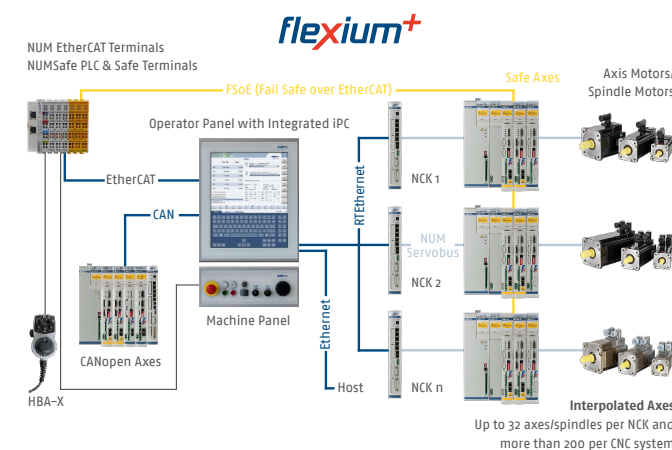 flexium+
NUM EtherCAT Terminals
NUMSafe PLC & Safe Terminals
FSoE (Fail Safe over EtherCAT)
Safe Axes
Axis Motors/
Spindle Motors
Operator Panel with Integrated iPC
EtherCAT
CAN
RTEthernet
NCK 1
NUM
Servobus
NCK 2
Machine Panel
CANopen Axes
Ethernet
HBA-X
Host
NCK n
Interpolated Axes
Up to 32 axes/spindles per NCK and
more than 200 per CNC system